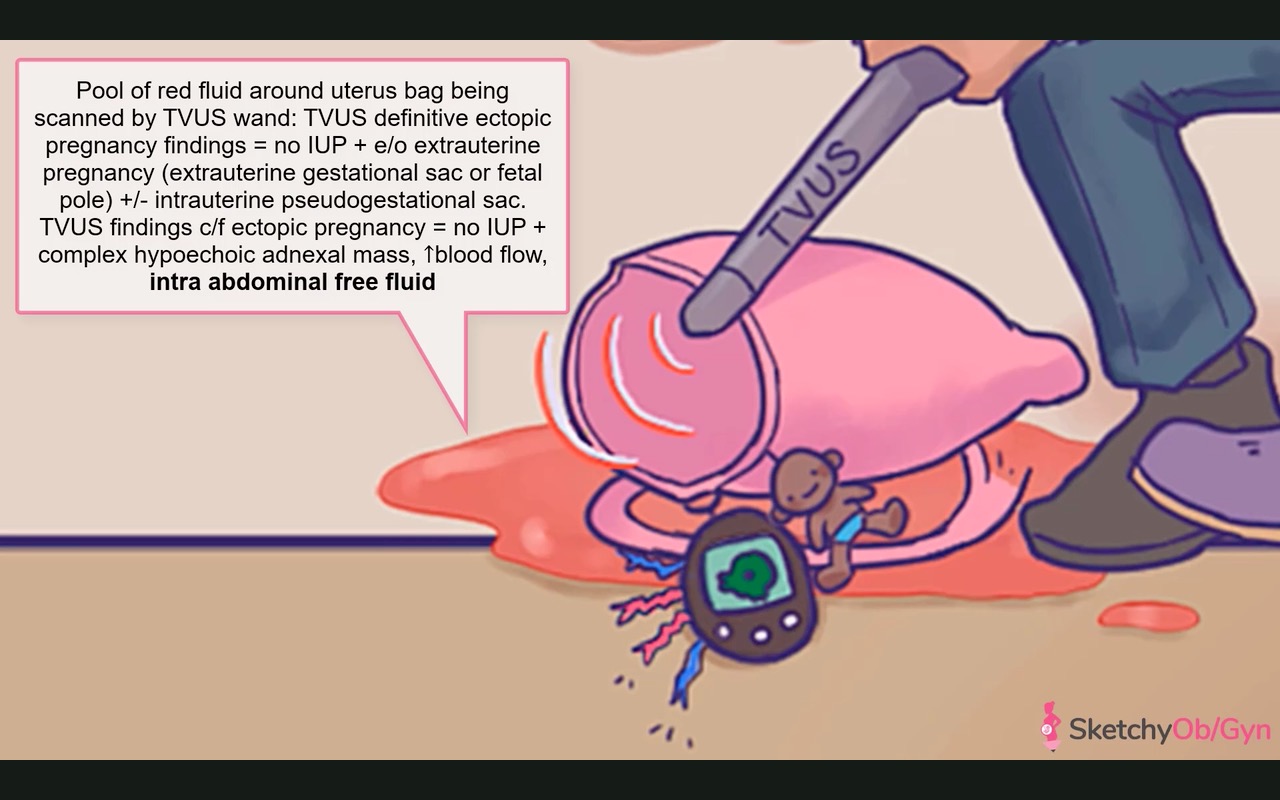 Pool of red fluid around uterus bag being
scanned by TVUS wand: TVUS definitive ectopic
pregnancy findings = no IUP + e/o extrauterine
pregnancy (extrauterine gestational sac or fetal
pole) +/- intrauterine pseudogestational sac.
TVUS findings c/f ectopic pregnancy = no IUP +
complex hypoechoic adnexal mass, ↑blood flow,
intra abdominal free fluid
TVUS
SketchyOb/Gyn